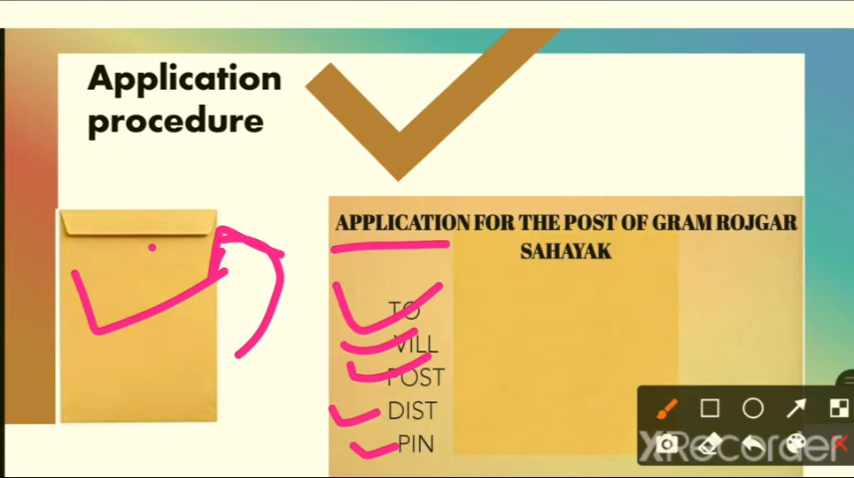 Application
procedure
APPLICATION FOR THE POST OF GRAM ROJGAR
SAHAYAK
TO
VILL
POST
DIST
PIN
XRecorder